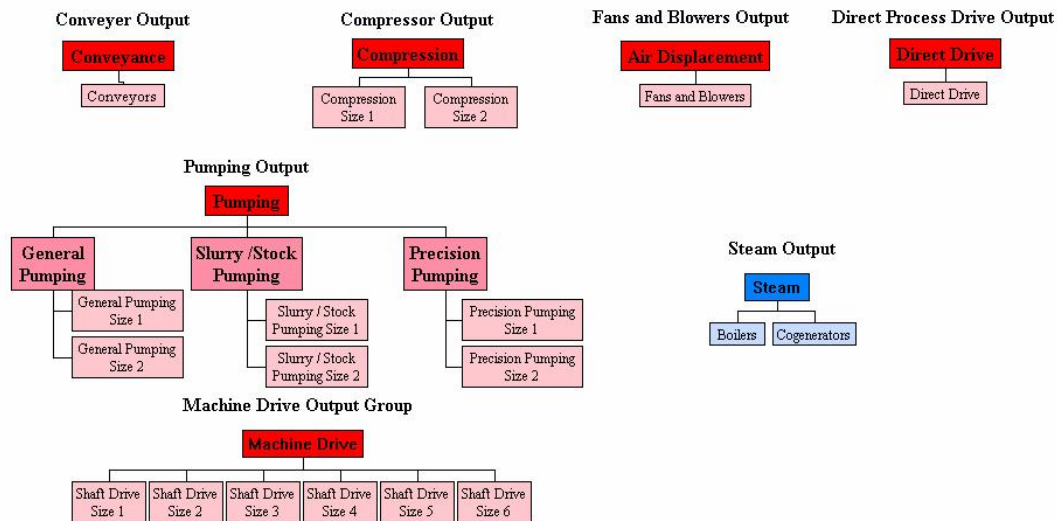 Conveyer Output
Conveyance
Conveyors
Compressor Output
Compression
Compression
Size 1
Compression
Size 2
Fans and Blowers Output
Air Displacement
Fans and Blowers
Direct Process Drive Output
Direct Drive
Direct Drive
Pumping Output
Pumping
General
Pumping
General Pumping
Size 1
General Pumping
Size 2
Slurry /Stock
Pumping
Slurry / Stock
Pumping Size 1
Slurry / Stock
Pumping Size 2
Precision
Pumping
Precision Pumping
Size 1
Precision Pumping
Size 2
Steam Output
Steam
Boilers
Cogenerators
Machine Drive Output Group
Machine Drive
Shaft Drive
Size 1
Shaft Drive
Size 2
Shaft Drive
Size 3
Shaft Drive
Size 4
Shaft Drive
Size 5
Shaft Drive
Size 6